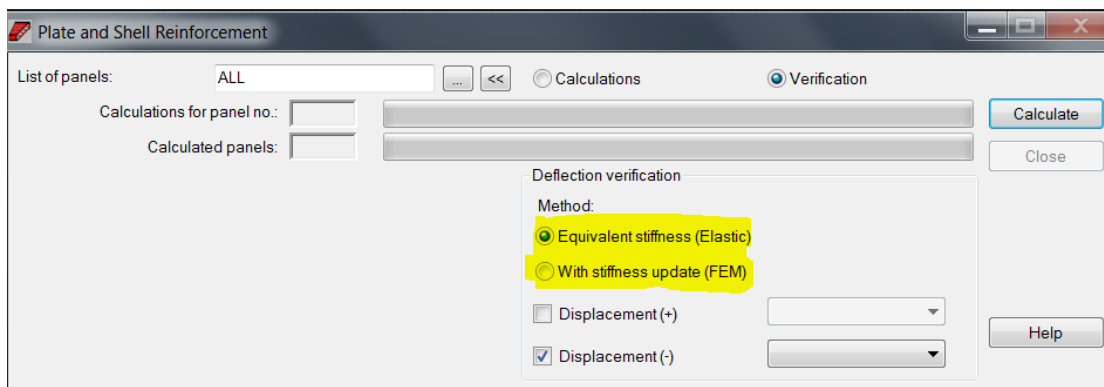 Plate and Shell Reinforcement
List of panels: ALL ... << Calculations Verification
Calculations for panel no.: Calculate
Calculated panels: Close
Deflection verification
Method:
Equivalent stiffness (Elastic)
With stiffness update (FEM)
Displacement (+)
Help
Displacement (-)